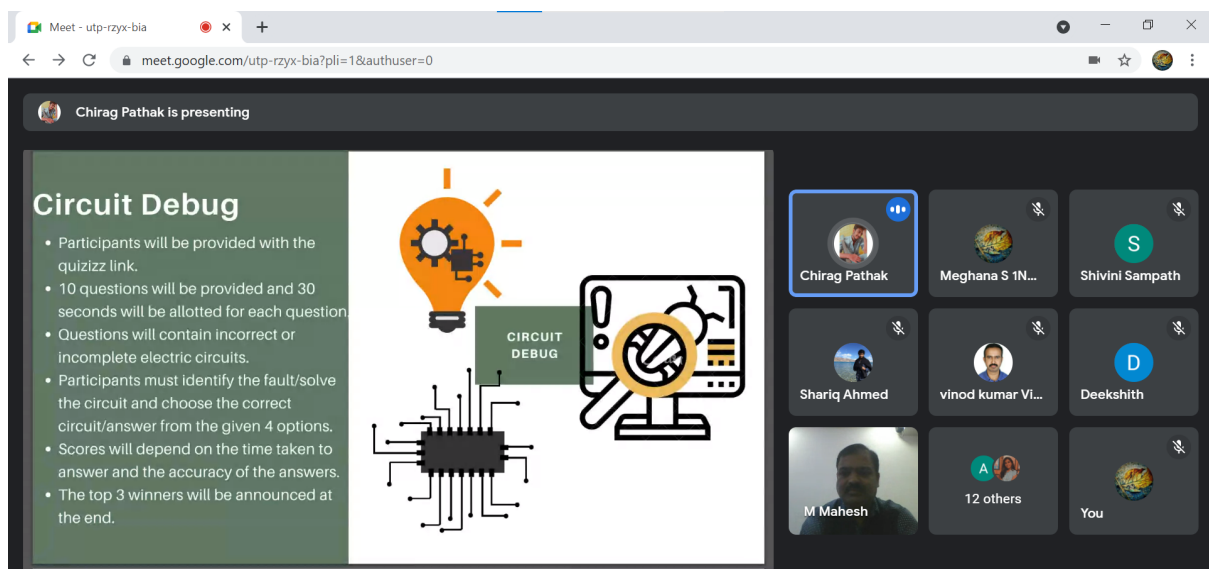 Meet - utp-rzyx-bia
meet.google.com/utp-rzyx-bia?pli=1&authuser=0
Chirag Pathak is presenting
Circuit Debug
• Participants will be provided with the
quizizz link.
• 10 questions will be provided and 30
seconds will be allotted for each question.
• Questions will contain incorrect or
incomplete electric circuits.
• Participants must identify the fault/solve
the circuit and choose the correct
circuit/answer from the given 4 options.
• Scores will depend on the time taken to
answer and the accuracy of the answers.
• The top 3 winners will be announced at
the end.
CIRCUIT
DEBUG
Chirag Pathak
Meghana S 1N...
S
Shivini Sampath
Shariq Ahmed
vinod kumar Vi...
D
Deekshith
M Mahesh
A
12 others
You